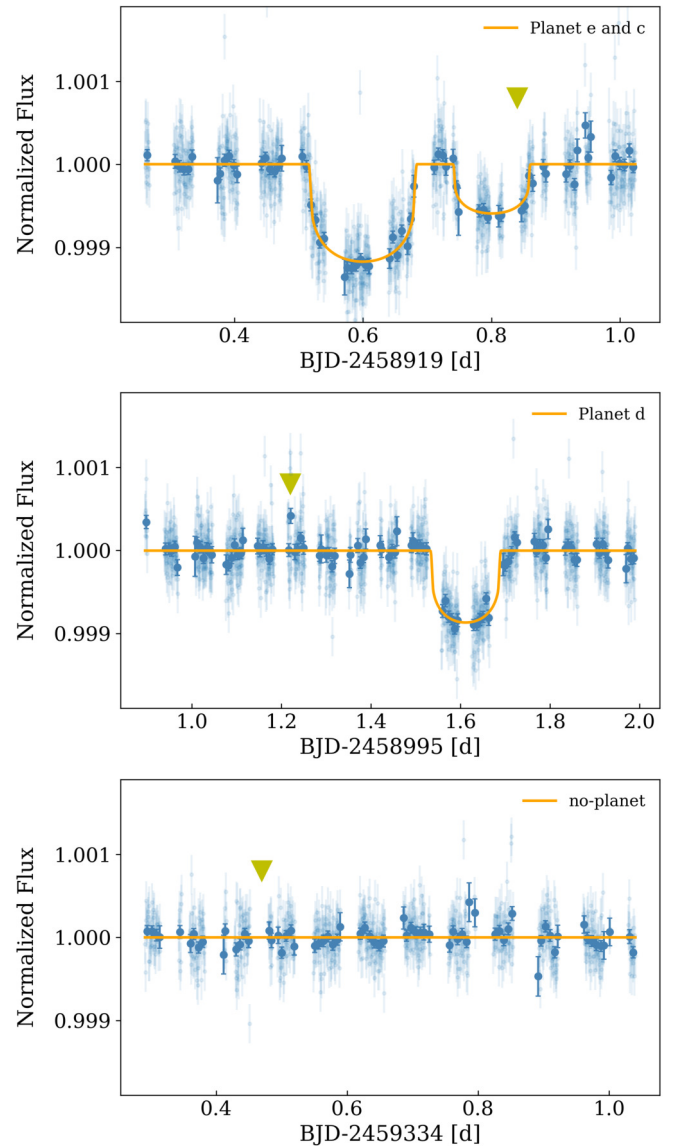 Planet e and c
1.001
1.000
0.999
Normalized Flux
0.4 0.6 0.8 1.0
BJD-2458919 [d]
Planet d
1.001
1.000
0.999
Normalized Flux
1.0 1.2 1.4 1.6 1.8 2.0
BJD-2458995 [d]
no-planet
1.001
1.000
0.999
Normalized Flux
0.4 0.6 0.8 1.0
BJD-2459334 [d]